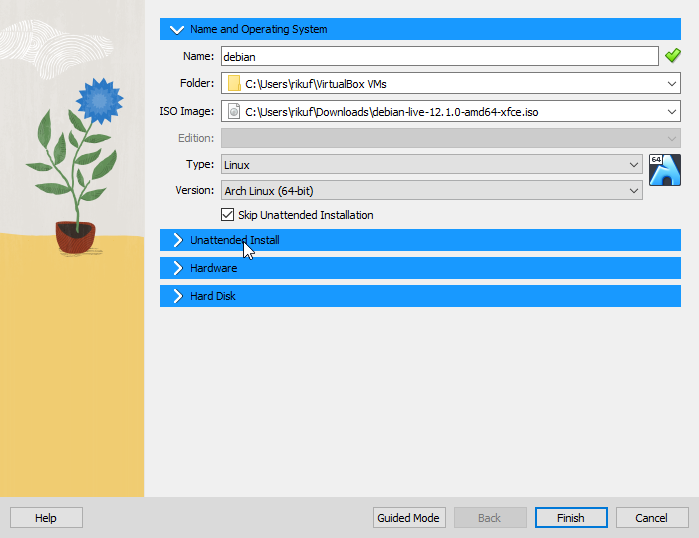 Name and Operating System
Name: debian
Folder: C:\Users\rikuf\VirtualBox VMs
ISO Image: C:\Users\rikuf\Downloads\debian-live-12.1.0-amd64-xfce.iso
Edition:
Type: Linux
64
Version: Arch Linux (64-bit)
Skip Unattended Installation
Unattended Install
Hardware
Hard Disk
Help Guided Mode Back Finish Cancel